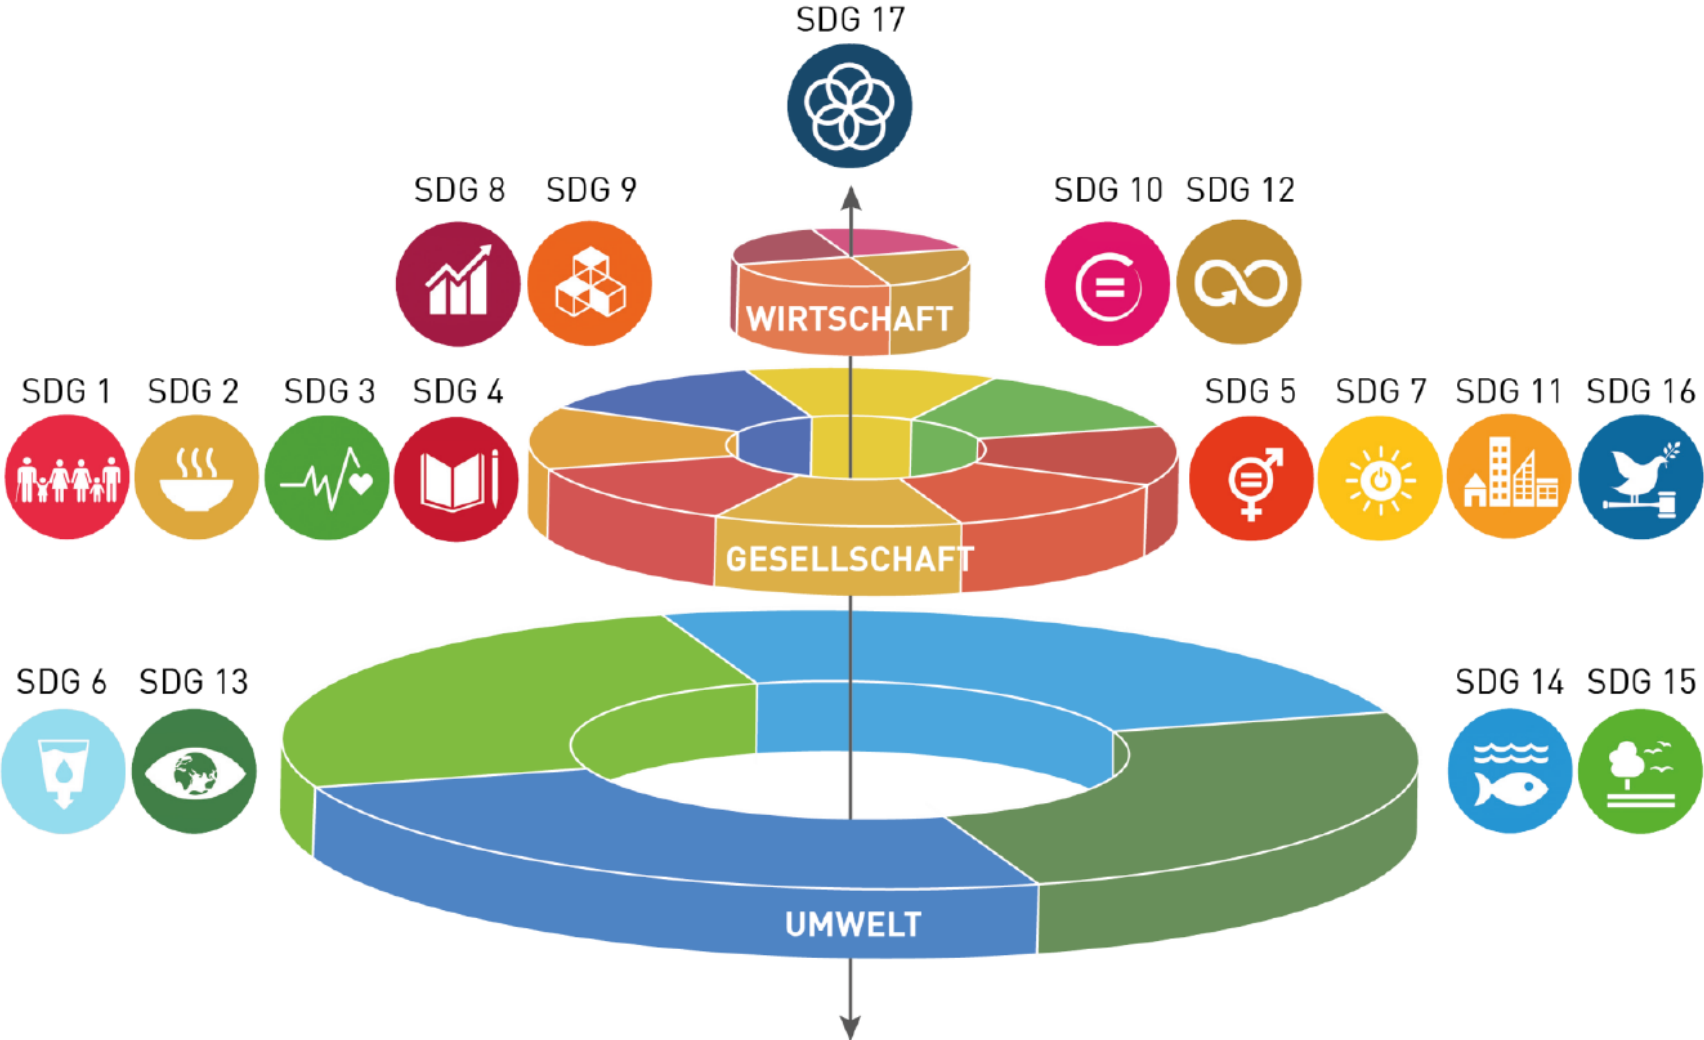 SDG 17
SDG 8 SDG 9 SDG 10 SDG 12
WIRTSCHAFT
SDG 1 SDG 2 SDG 3 SDG 4 SDG 5 SDG 7 SDG 11 SDG 16
GESELLSCHAFT
SDG 6 SDG 13 SDG 14 SDG 15
UMWELT